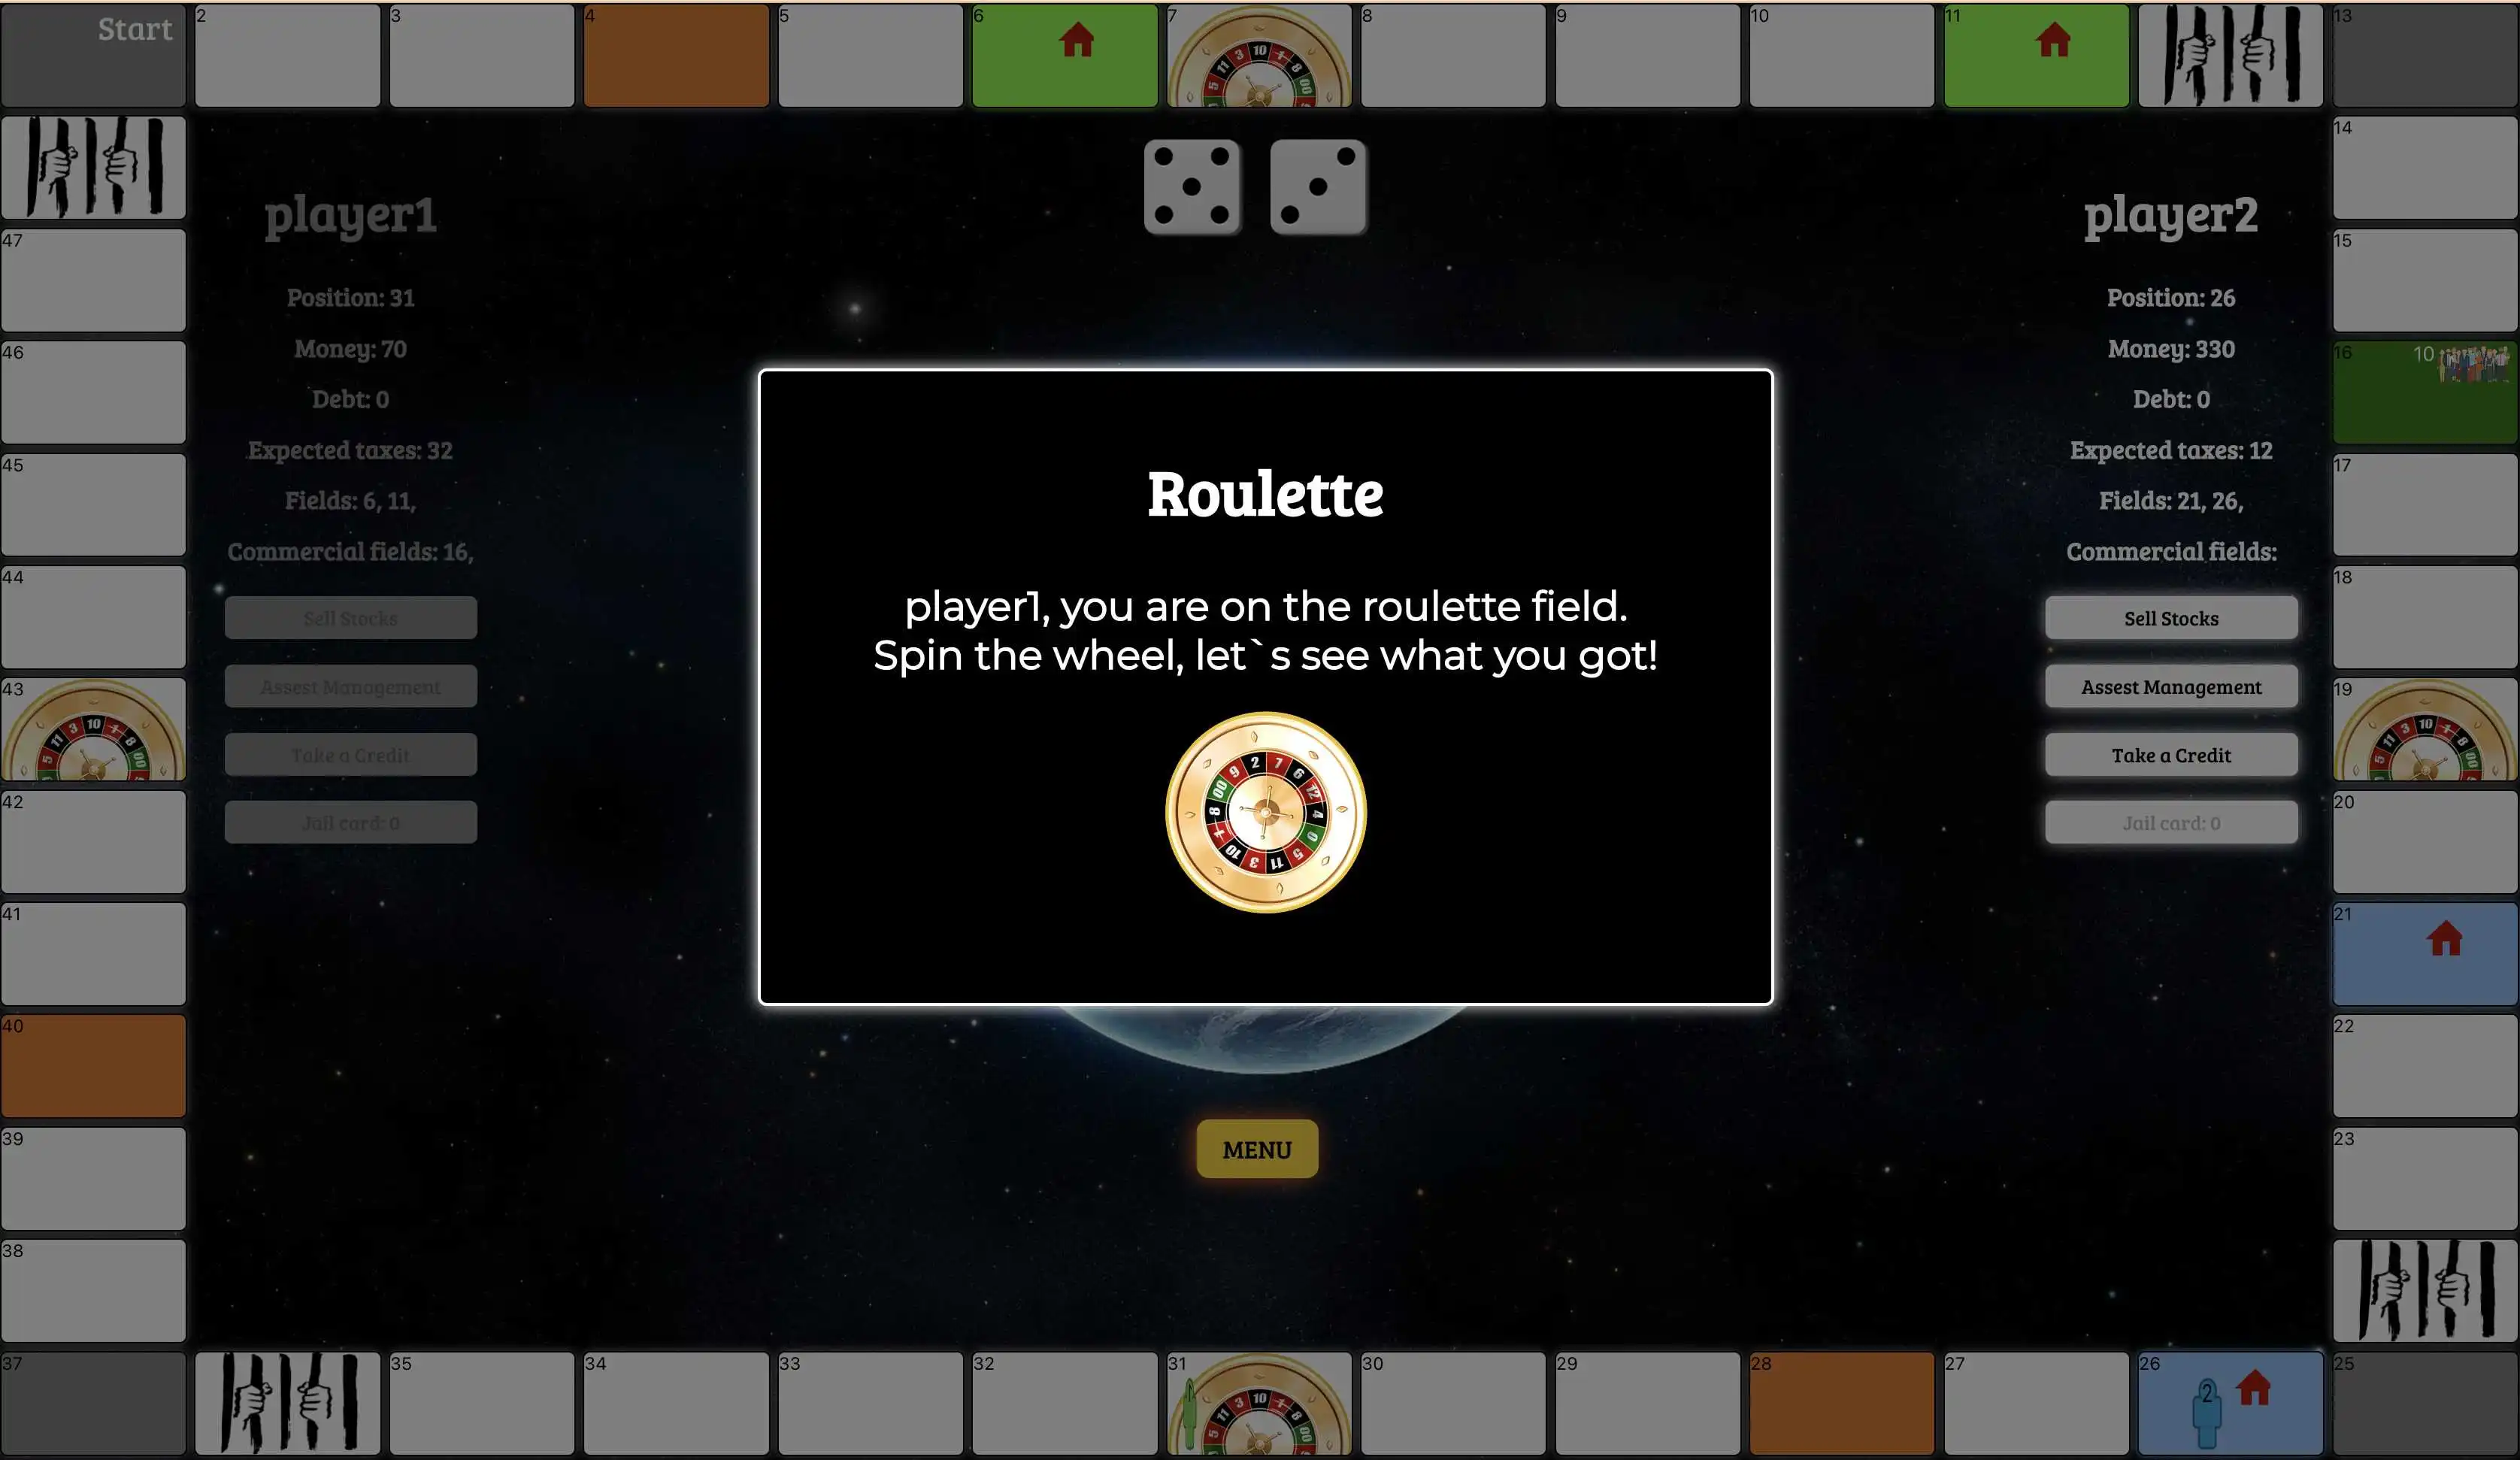 Start
2
3
4
5
6
7
8
9
10
11
13
14
47
15
46
16
10
45
17
44
18
43
19
42
20
41
21
40
22
39
23
38
37
35
34
33
32
31
30
29
28
27
26
2
25
player1
Position: 31
Money: 70
Debt: 0
Expected taxes: 32
Fields: 6, 11,
Commercial fields: 16,
Sell Stocks
Assest Management
Take a Credit
Jail card: 0
Roulette
player1, you are on the roulette field.
Spin the wheel, let`s see what you got!
MENU
player2
Position: 26
Money: 330
Debt: 0
Expected taxes: 12
Fields: 21, 26,
Commercial fields:
Sell Stocks
Assest Management
Take a Credit
Jail card: 0